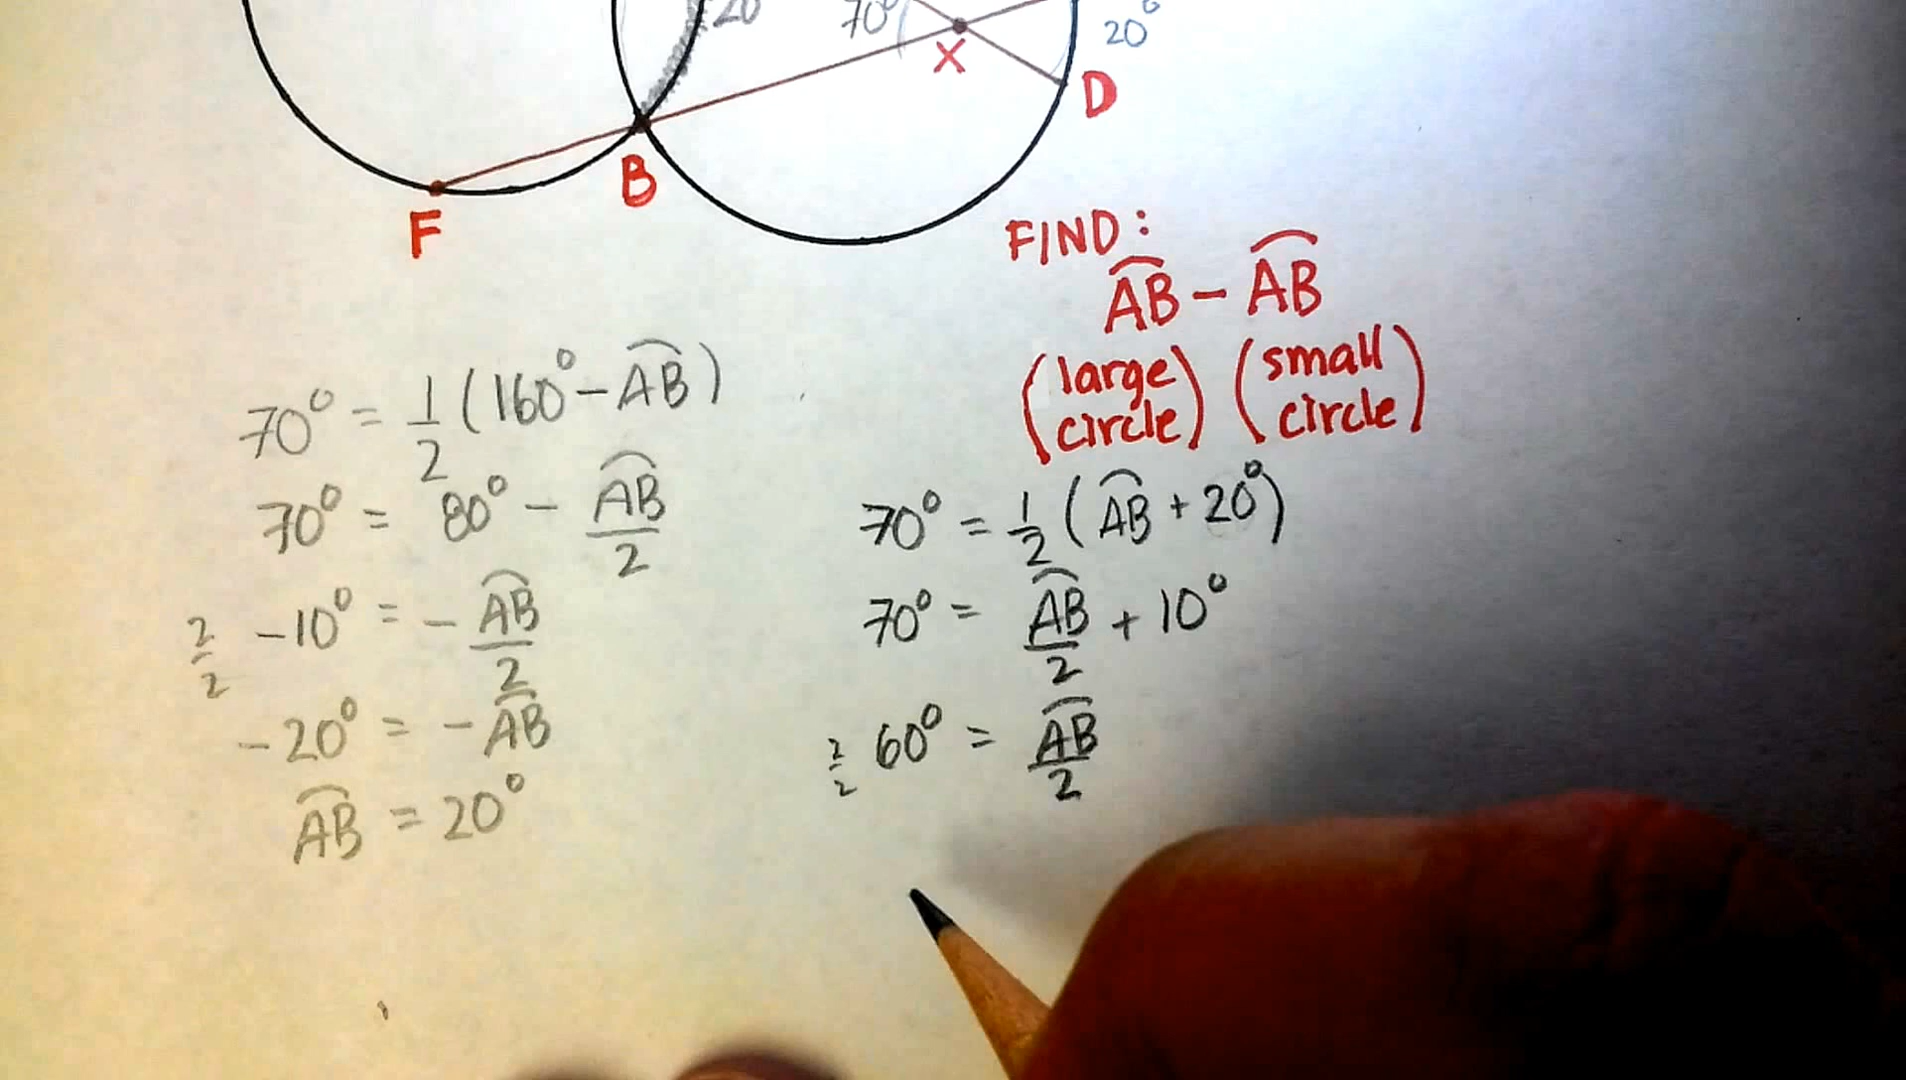 20
70°
X
20°
D
B
F
FIND:
AB - AB
(large circle) (small circle)
70° = 1/2 (160° - AB)
70° = 80° - AB/2
2/2 -10° = - AB/2
-20° = - AB
AB = 20°
70° = 1/2 (AB + 20°)
70° = AB/2 + 10°
2/2 60° = AB/2